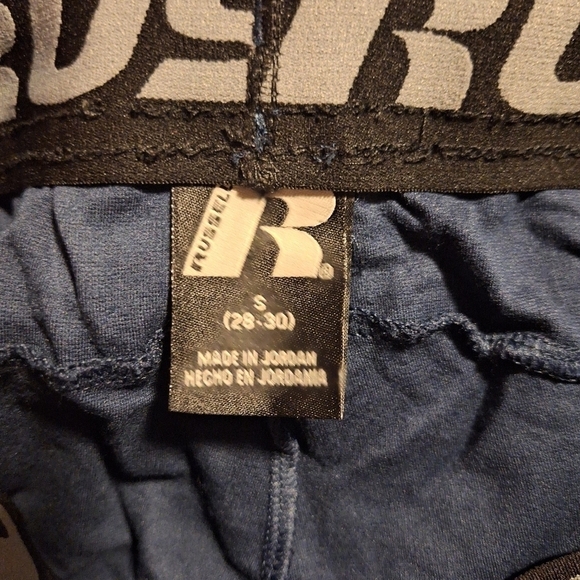 RUSSELL
R®
S
(28-30)
MADE IN JORDAN
HECHO EN JORDANIA